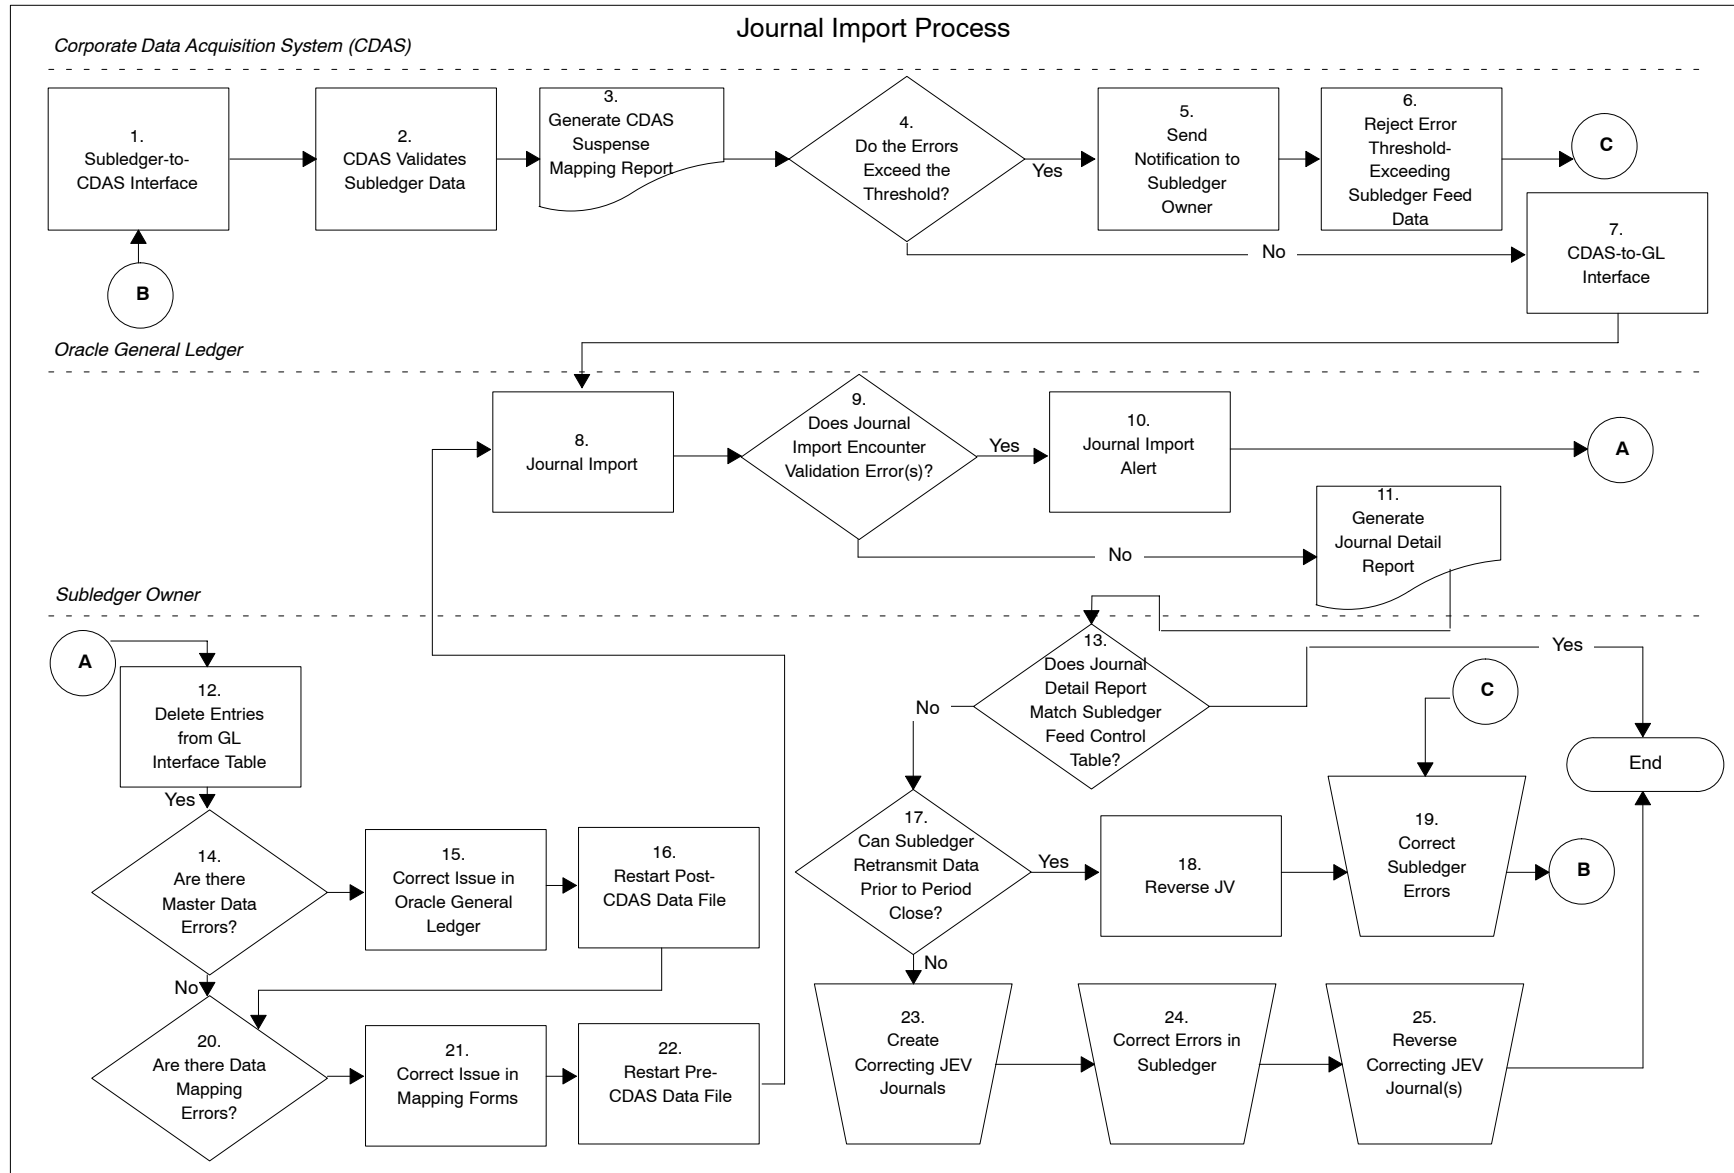 Journal Import Process
Corporate Data Acquisition System (CDAS)
1.
Subledger-to-
CDAS Interface
2.
CDAS Validates
Subledger Data
3.
Generate CDAS
Suspense
Mapping Report
4.
Do the Errors
Exceed the
Threshold?
Yes
5.
Send
Notification to
Subledger
Owner
6.
Reject Error
Threshold-
Exceeding
Subledger Feed
Data
C
No
7.
CDAS-to-GL
Interface
B
Oracle General Ledger
8.
Journal Import
9.
Does Journal
Import Encounter
Validation Error(s)?
Yes
10.
Journal Import
Alert
A
No
11.
Generate
Journal Detail
Report
Subledger Owner
A
12.
Delete Entries
from GL
Interface Table
13.
Does Journal
Detail Report
Match Subledger
Feed Control
Table?
Yes
No
C
End
Yes
14.
Are there
Master Data
Errors?
15.
Correct Issue in
Oracle General
Ledger
16.
Restart Post-
CDAS Data File
17.
Can Subledger
Retransmit Data
Prior to Period
Close?
Yes
18.
Reverse JV
19.
Correct
Subledger
Errors
B
No
No
20.
Are there Data
Mapping
Errors?
21.
Correct Issue in
Mapping Forms
22.
Restart Pre-
CDAS Data File
23.
Create
Correcting JEV
Journals
24.
Correct Errors in
Subledger
25.
Reverse
Correcting JEV
Journal(s)